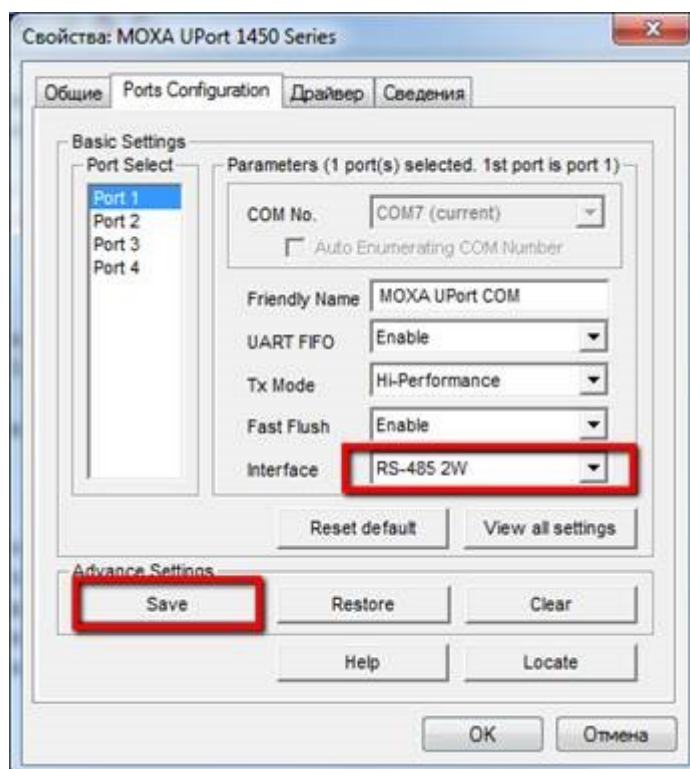 Свойства: MOXA UPort 1450 Series
Общие Ports Configuration Драйвер Сведения
Basic Settings
Port Select
Port 1
Port 2
Port 3
Port 4
Parameters (1 port(s) selected. 1st port is port 1)
COM No. COM7 (current)
Auto Enumerating COM Number
Friendly Name MOXA UPort COM
UART FIFO Enable
Tx Mode Hi-Performance
Fast Flush Enable
Interface RS-485 2W
Reset default View all settings
Advance Settings
Save Restore Clear
Help Locate
OK Отмена